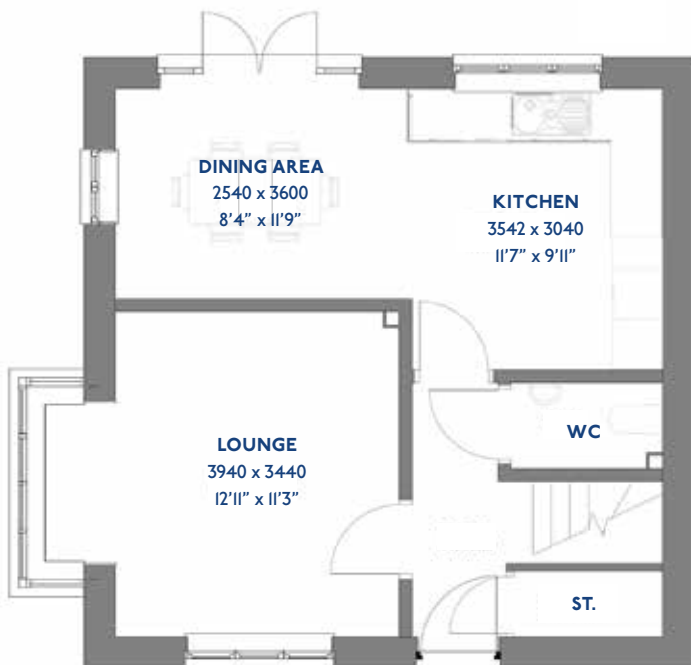 DINING AREA
2540 x 3600
8'4" x 11'9"
KITCHEN
3542 x 3040
11'7" x 9'11"
WC
LOUNGE
3940 x 3440
12'11" x 11'3"
ST.